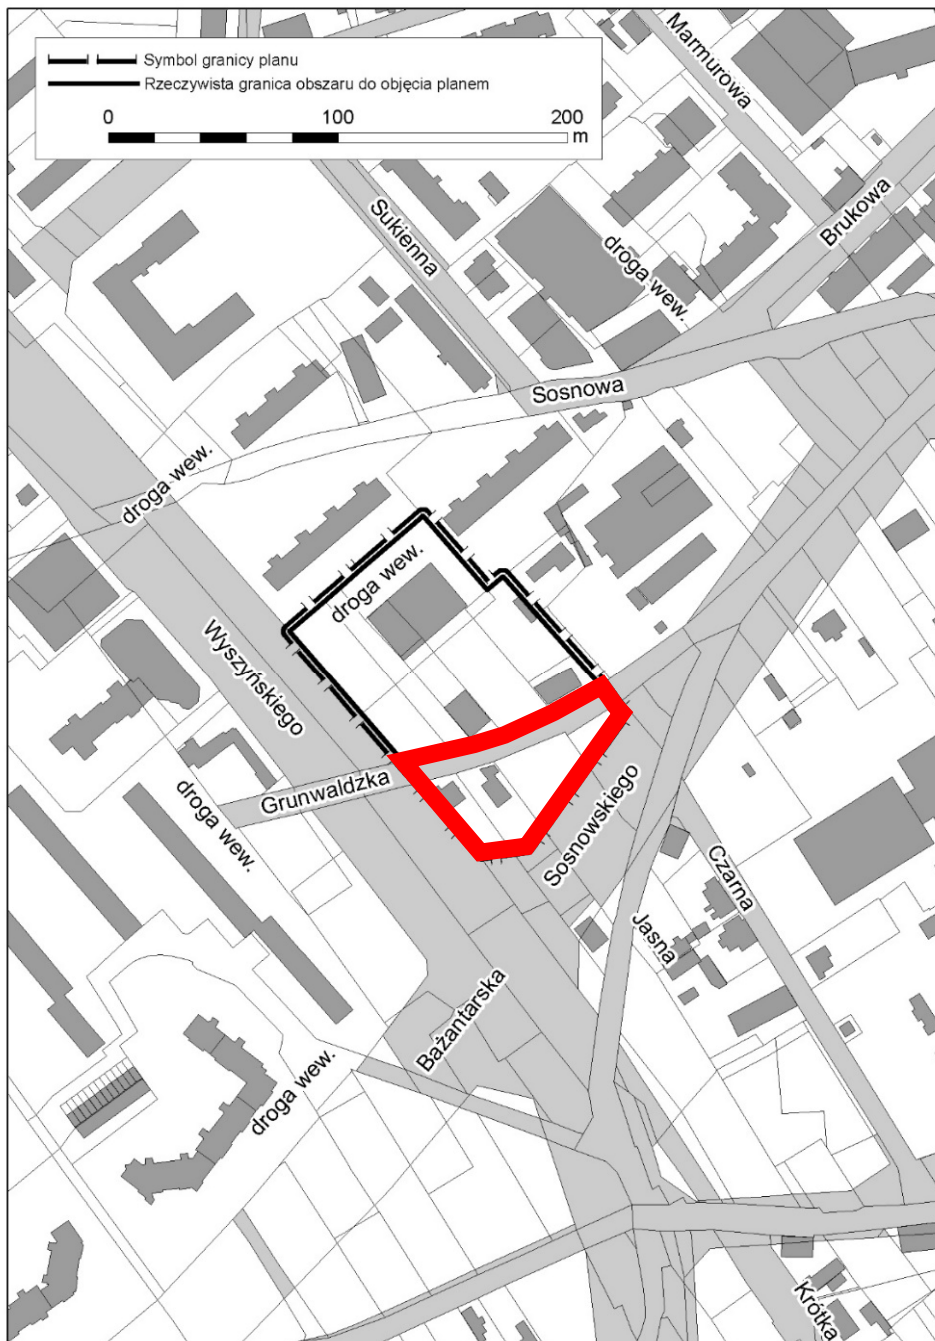 Symbol granicy planu
Rzeczywista granica obszaru do objęcia planem
0 100 200
m
Marmurowa
Brukowa
Sukienna
droga wew.
Sosnowa
droga wew.
droga wew.
Wyszyńskiego
Grunwaldzka
droga wew.
Sosnowskiego
Czarna
Jasna
Bażantarska
droga wew.
Krótka